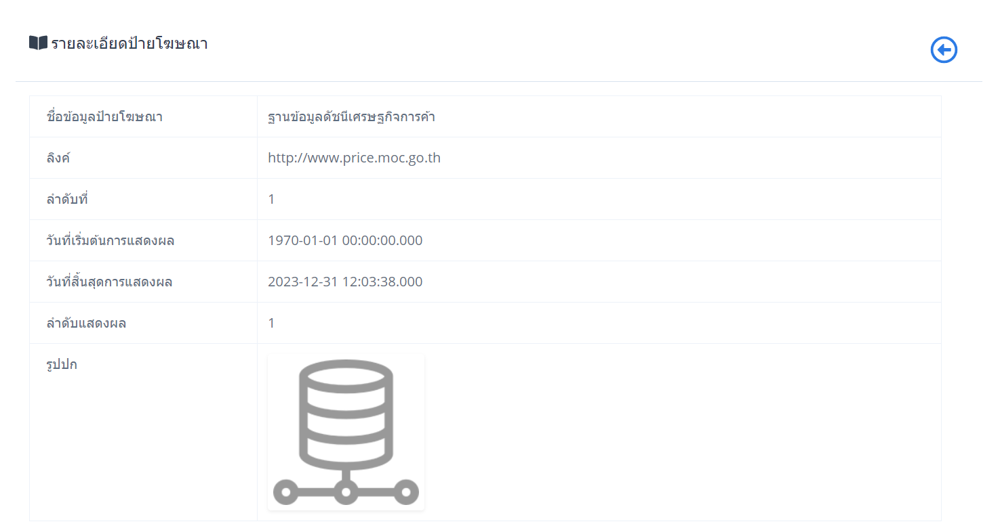 รายละเอียดป้ายโฆษณา
ชื่อข้อมูลป้ายโฆษณา ฐานข้อมูลดัชนีเศรษฐกิจการค้า
ลิงค์ http://www.price.moc.go.th
ลำดับที่ 1
วันที่เริ่มต้นการแสดงผล 1970-01-01 00:00:00.000
วันที่สิ้นสุดการแสดงผล 2023-12-31 12:03:38.000
ลำดับแสดงผล 1
รูปปก